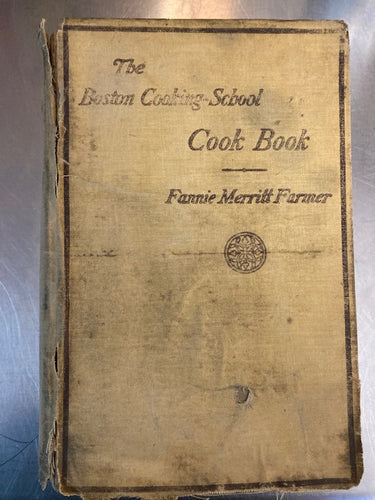 The
Boston Cooking-School
Cook Book
Fannie Merritt Farmer